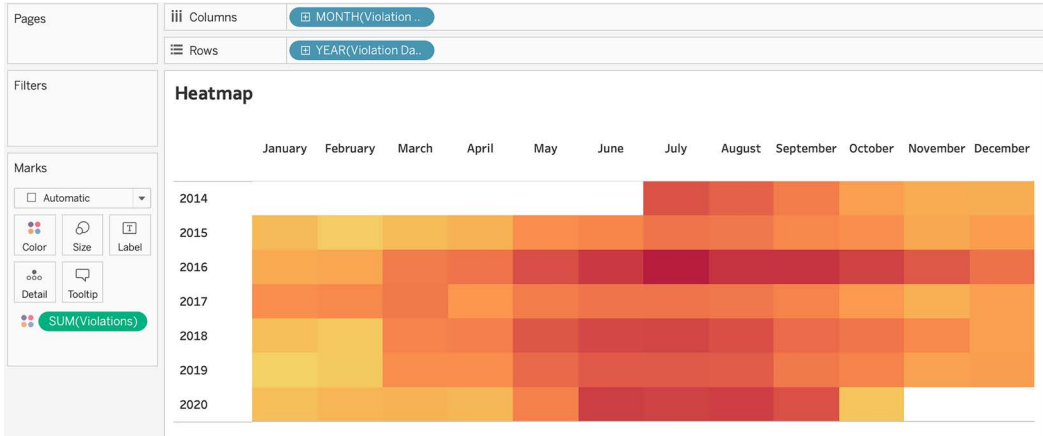 Pages
iii Columns
MONTH(Violation ..
Rows
YEAR(Violation Da..
Filters
Heatmap
January February March April May June July August September October November December
Marks
Automatic
Color Size Label
Detail Tooltip
SUM(Violations)
2014
2015
2016
2017
2018
2019
2020